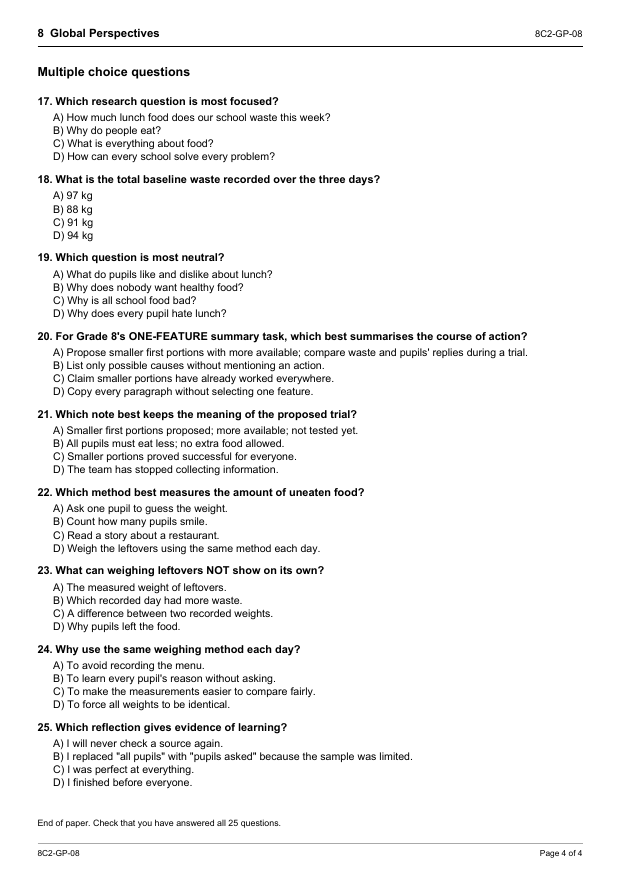 8 Global Perspectives
8C2-GP-08
Multiple choice questions
17. Which research question is most focused?
A) How much lunch food does our school waste this week?
B) Why do people eat?
C) What is everything about food?
D) How can every school solve every problem?
18. What is the total baseline waste recorded over the three days?
A) 97 kg
B) 88 kg
C) 91 kg
D) 94 kg
19. Which question is most neutral?
A) What do pupils like and dislike about lunch?
B) Why does nobody want healthy food?
C) Why is all school food bad?
D) Why does every pupil hate lunch?
20. For Grade 8's ONE-FEATURE summary task, which best summarises the course of action?
A) Propose smaller first portions with more available; compare waste and pupils' replies during a trial.
B) List only possible causes without mentioning an action.
C) Claim smaller portions have already worked everywhere.
D) Copy every paragraph without selecting one feature.
21. Which note best keeps the meaning of the proposed trial?
A) Smaller first portions proposed; more available; not tested yet.
B) All pupils must eat less; no extra food allowed.
C) Smaller portions proved successful for everyone.
D) The team has stopped collecting information.
22. Which method best measures the amount of uneaten food?
A) Ask one pupil to guess the weight.
B) Count how many pupils smile.
C) Read a story about a restaurant.
D) Weigh the leftovers using the same method each day.
23. What can weighing leftovers NOT show on its own?
A) The measured weight of leftovers.
B) Which recorded day had more waste.
C) A difference between two recorded weights.
D) Why pupils left the food.
24. Why use the same weighing method each day?
A) To avoid recording the menu.
B) To learn every pupil's reason without asking.
C) To make the measurements easier to compare fairly.
D) To force all weights to be identical.
25. Which reflection gives evidence of learning?
A) I will never check a source again.
B) I replaced "all pupils" with "pupils asked" because the sample was limited.
C) I was perfect at everything.
D) I finished before everyone.
End of paper. Check that you have answered all 25 questions.
8C2-GP-08
Page 4 of 4